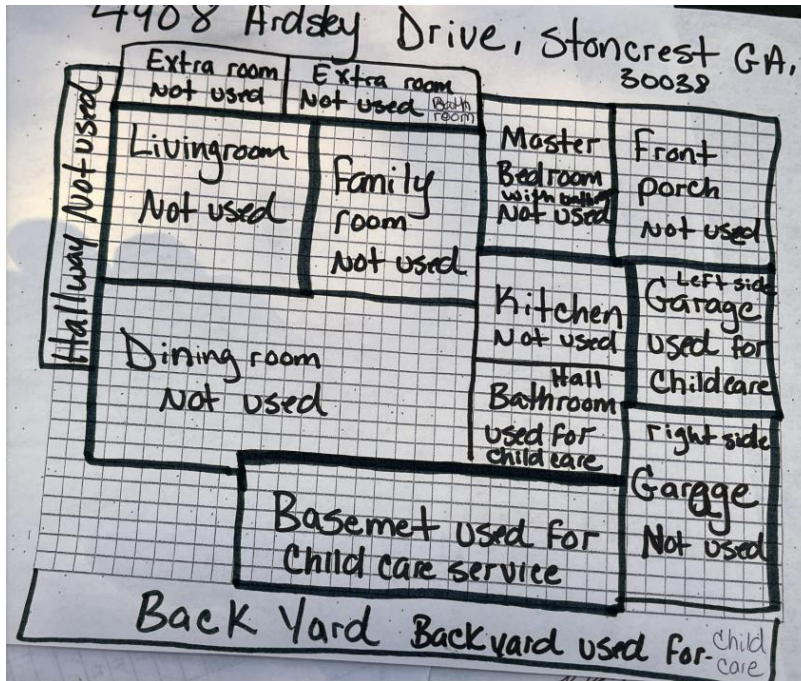 4908 Ardsley Drive, Stoncrest GA,
30038
Extra room
Not used
Extra room
Not used Bath
room
Hallway Not used
Livingroom
Not used
Family
room
Not used
Master
Bedroom
with bath
Not used
Front
porch
Not used
Kitchen
Not used
Left side
Garage
used for
Childcare
Dining room
Not used
Hall
Bathroom
used for
child care
right side
Garage
Not used
Basemet used for
Child care service
Back Yard Back yard used for- child
care